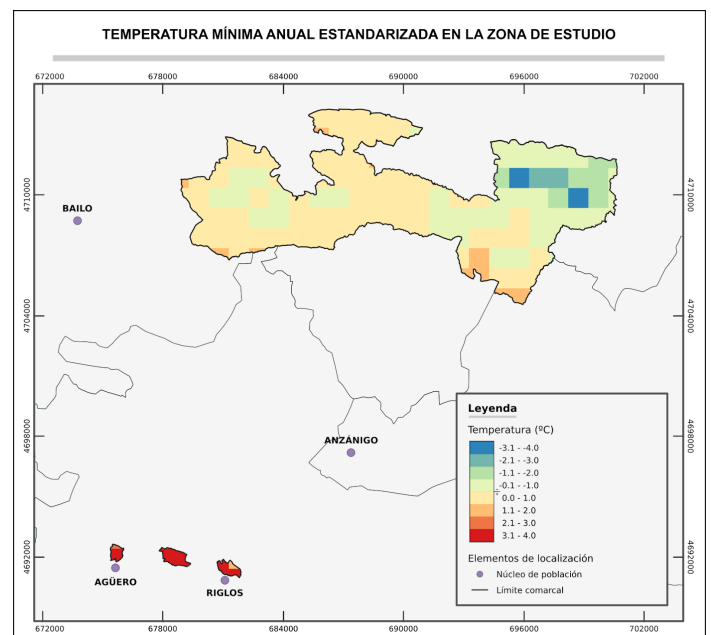 TEMPERATURA MÍNIMA ANUAL ESTANDARIZADA EN LA ZONA DE ESTUDIO
672000 678000 684000 690000 696000 702000
4710000 4710000
BAILO
4704000 4704000
Leyenda
Temperatura (ºC)
-3.1 - -4.0
-2.1 - -3.0
-1.1 - -2.0
-0.1 - -1.0
÷
0.0 - 1.0
1.1 - 2.0
2.1 - 3.0
3.1 - 4.0
4698000 4698000
ANZÁNIGO
Elementos de localización
Núcleo de población
Límite comarcal
4692000 4692000
AGÜERO
RIGLOS
672000 678000 684000 690000 696000 702000